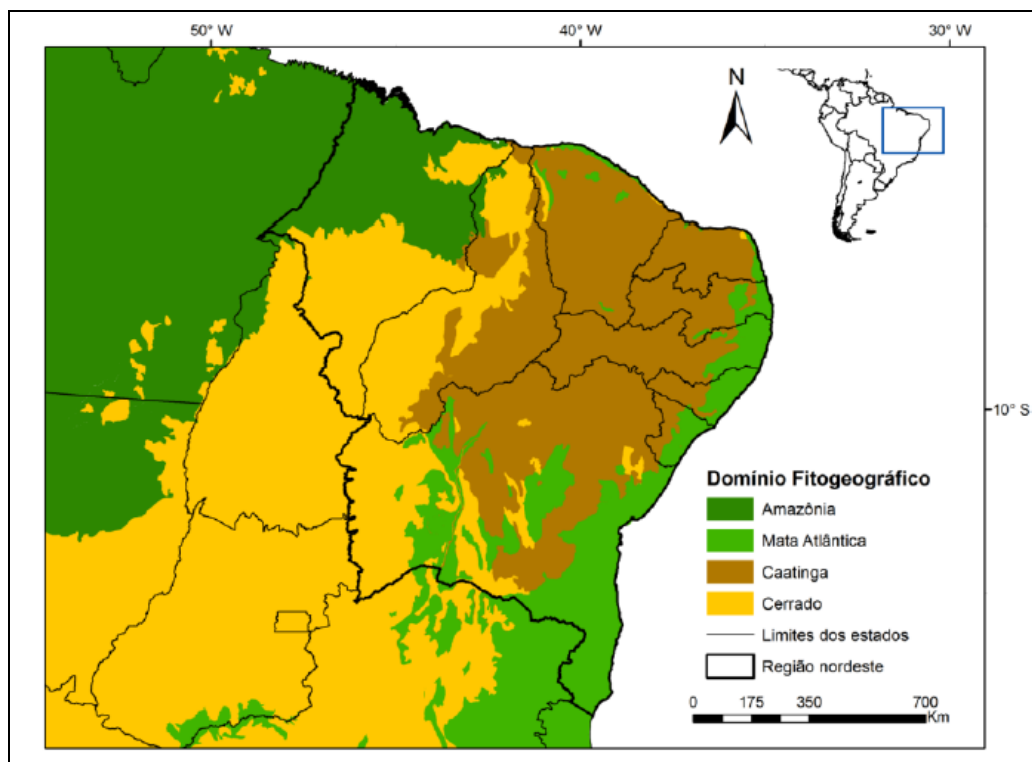 50° W
40° W
30° W
N
10° S
Domínio Fitogeográfico
Amazônia
Mata Atlântica
Caatinga
Cerrado
Limites dos estados
Região nordeste
0 175 350 700
Km